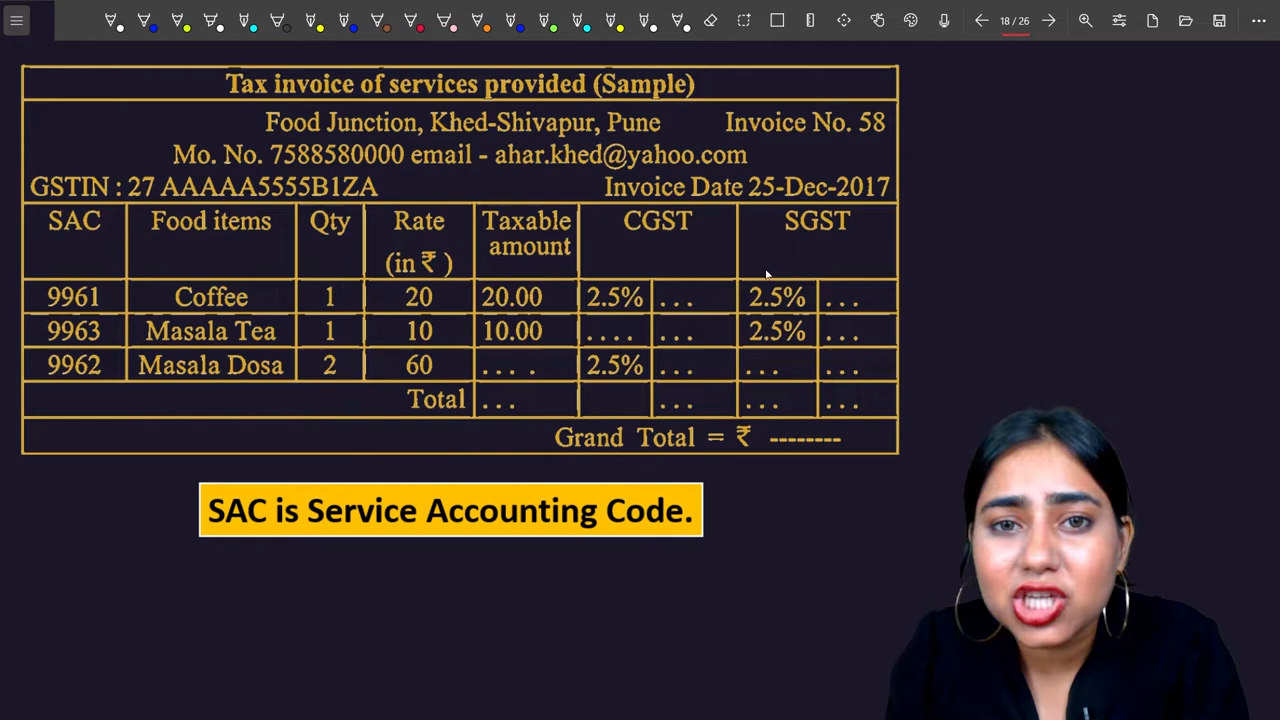 18 / 26
Tax invoice of services provided (Sample)
Food Junction, Khed-Shivapur, Pune Invoice No. 58
Mo. No. 7588580000 email - ahar.khed@yahoo.com
GSTIN : 27 AAAAA5555B1ZA Invoice Date 25-Dec-2017
SAC Food items Qty Rate (in ₹ ) Taxable amount CGST SGST
9961 Coffee 1 20 20.00 2.5% ... 2.5% ...
9963 Masala Tea 1 10 10.00 .... ... 2.5% ...
9962 Masala Dosa 2 60 .... . 2.5% ... ... ...
Total ... ... ... ...
Grand Total = ₹ --------
SAC is Service Accounting Code.